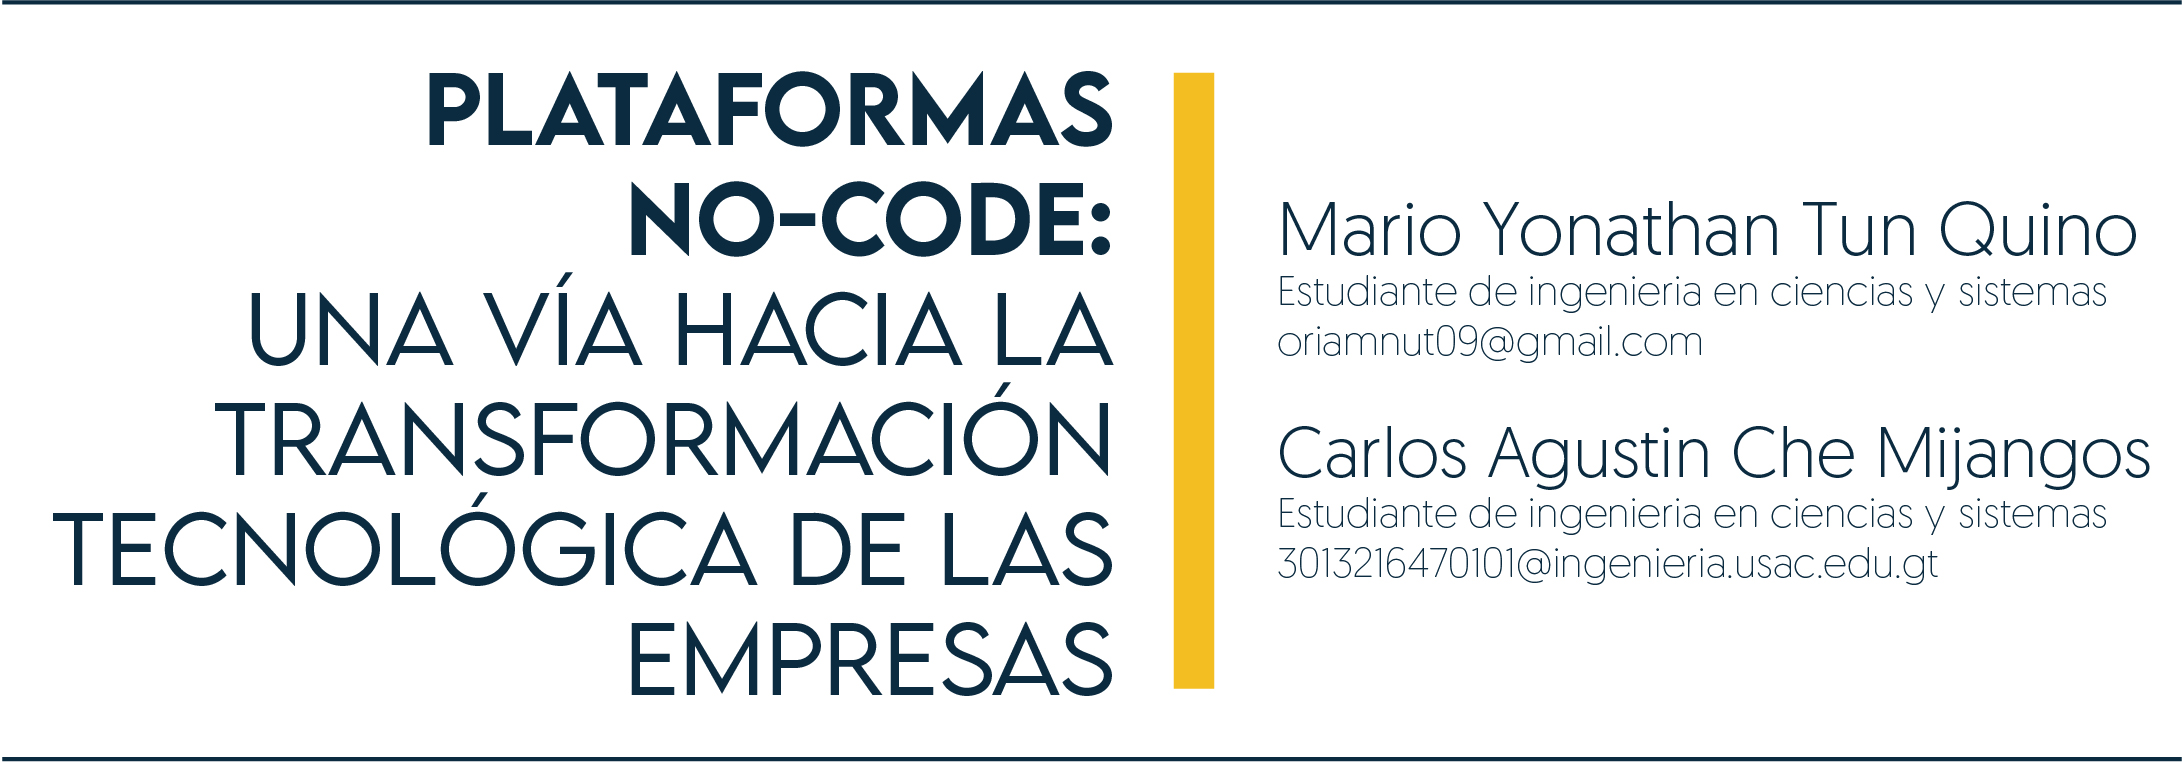 PLATAFORMAS
NO-CODE:
UNA VÍA HACIA LA
TRANSFORMACIÓN
TECNOLÓGICA DE LAS
EMPRESAS
Mario Yonathan Tun Quino
Estudiante de ingenieria en ciencias y sistemas
oriamnut09@gmail.com
Carlos Agustin Che Mijangos
Estudiante de ingenieria en ciencias y sistemas
3013216470101@ingenieria.usac.edu.gt